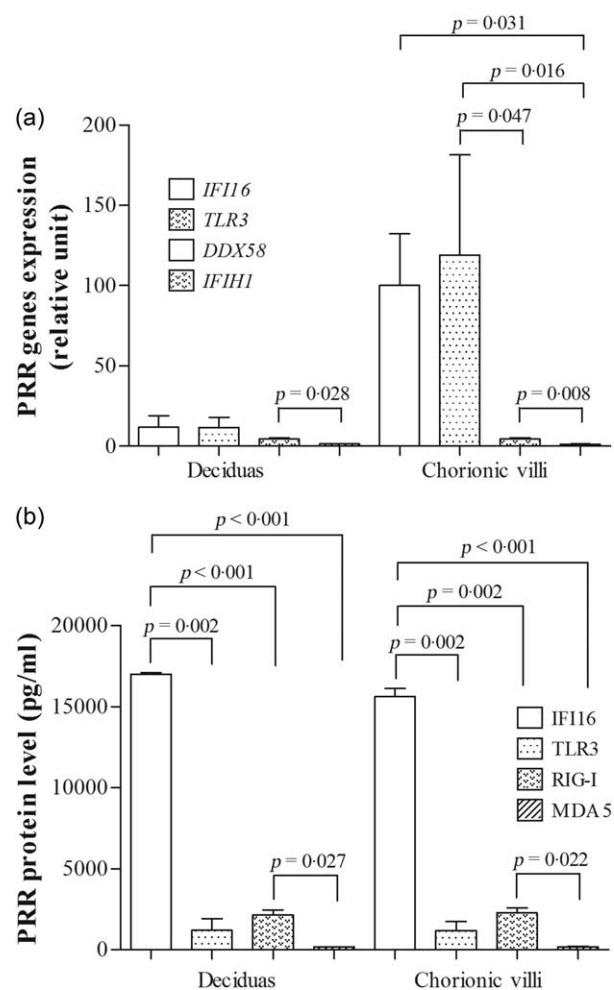 p = 0·031
p = 0·016
(a)
p = 0·047
200
IFI16
150
TLR3
DDX58
100
IFIH1
PRR genes expression
(relative unit)
50
p = 0·028
p = 0·008
0
Deciduas
Chorionic villi
(b)
p < 0·001
p < 0·001
p < 0·001
p = 0·002
20000
p = 0·002
p = 0·002
15000
IFI16
TLR3
10000
RIG-I
MDA 5
PRR protein level (pg/ml)
5000
p = 0·027
p = 0·022
0
Deciduas
Chorionic villi